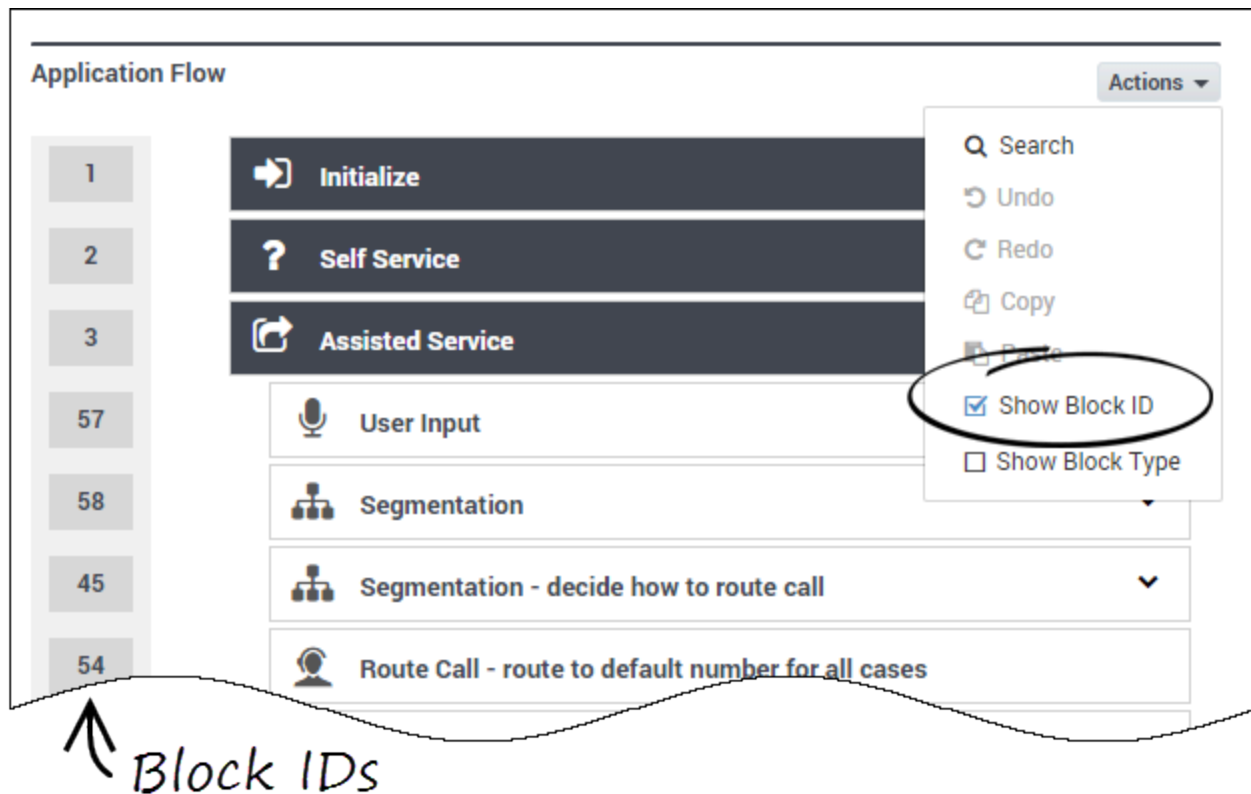 Application Flow
Actions
Search
1
Initialize
Undo
2
Self Service
Redo
Copy
3
Assisted Service
Paste
57
User Input
Show Block ID
Show Block Type
58
Segmentation
45
Segmentation - decide how to route call
54
Route Call - route to default number for all cases
Block IDs